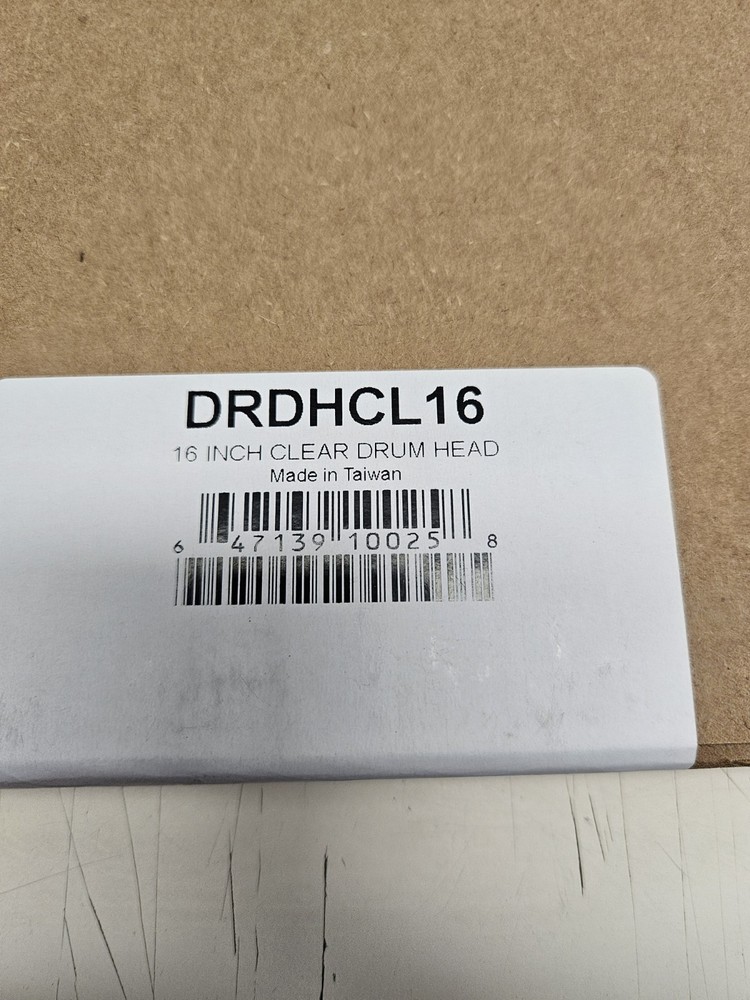 DRDHCL16
16 INCH CLEAR DRUM HEAD
Made in Taiwan
6 47139 10025 8